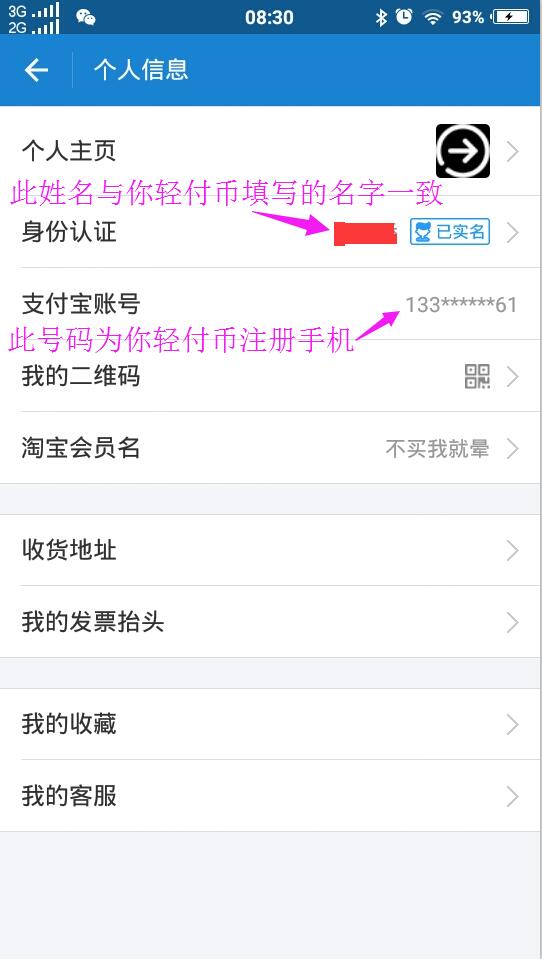 3G
2G
08:30
93%
个人信息
个人主页
此姓名与你轻付币填写的名字一致
身份认证
已实名
支付宝账号
133******61
此号码为你轻付币注册手机
我的二维码
淘宝会员名
不买我就晕
收货地址
我的发票抬头
我的收藏
我的客服